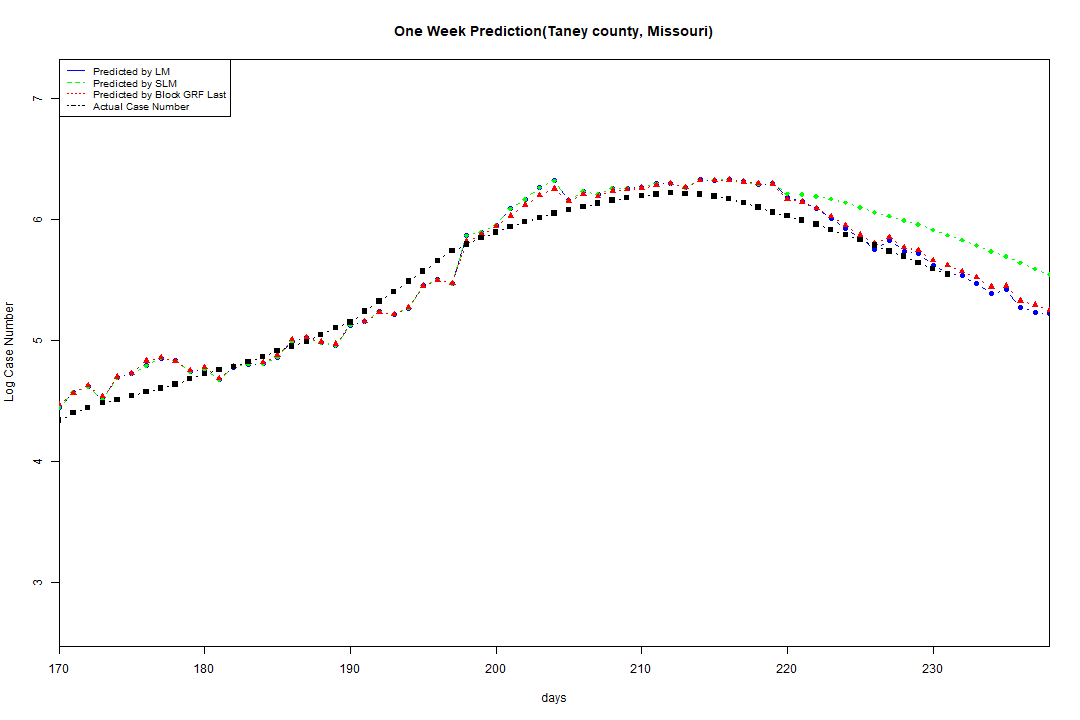 One Week Prediction(Taney county, Missouri)
Predicted by LM
Predicted by SLM
Predicted by Block GRF Last
Actual Case Number
7
6
5
4
3
Log Case Number
170 180 190 200 210 220 230
days